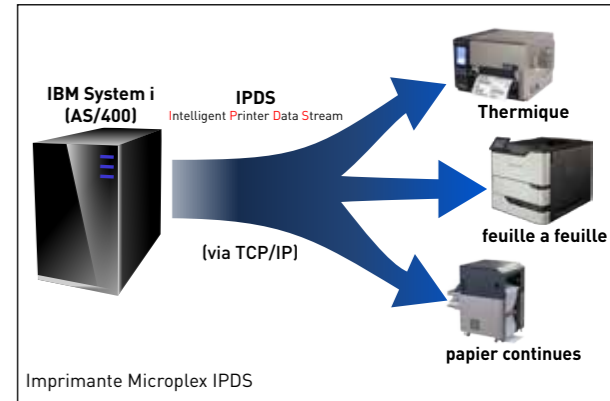 IBM System i
(AS/400)
IPDS
Intelligent Printer Data Stream
(via TCP/IP)
Thermique
feuille a feuille
papier continues
Imprimante Microplex IPDS